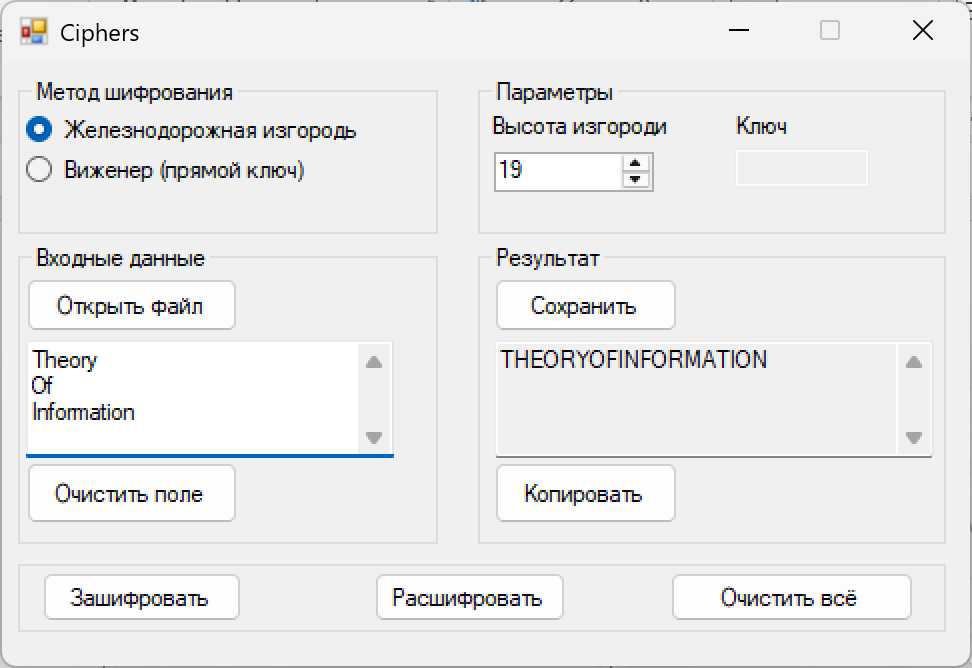 Ciphers
Метод шифрования
Железнодорожная изгородь
Виженер (прямой ключ)
Параметры
Высота изгороди
Ключ
19
Входные данные
Открыть файл
Theory
Of
Information
Очистить поле
Результат
Сохранить
THEORYOFINFORMATION
Копировать
Зашифровать
Расшифровать
Очистить всё